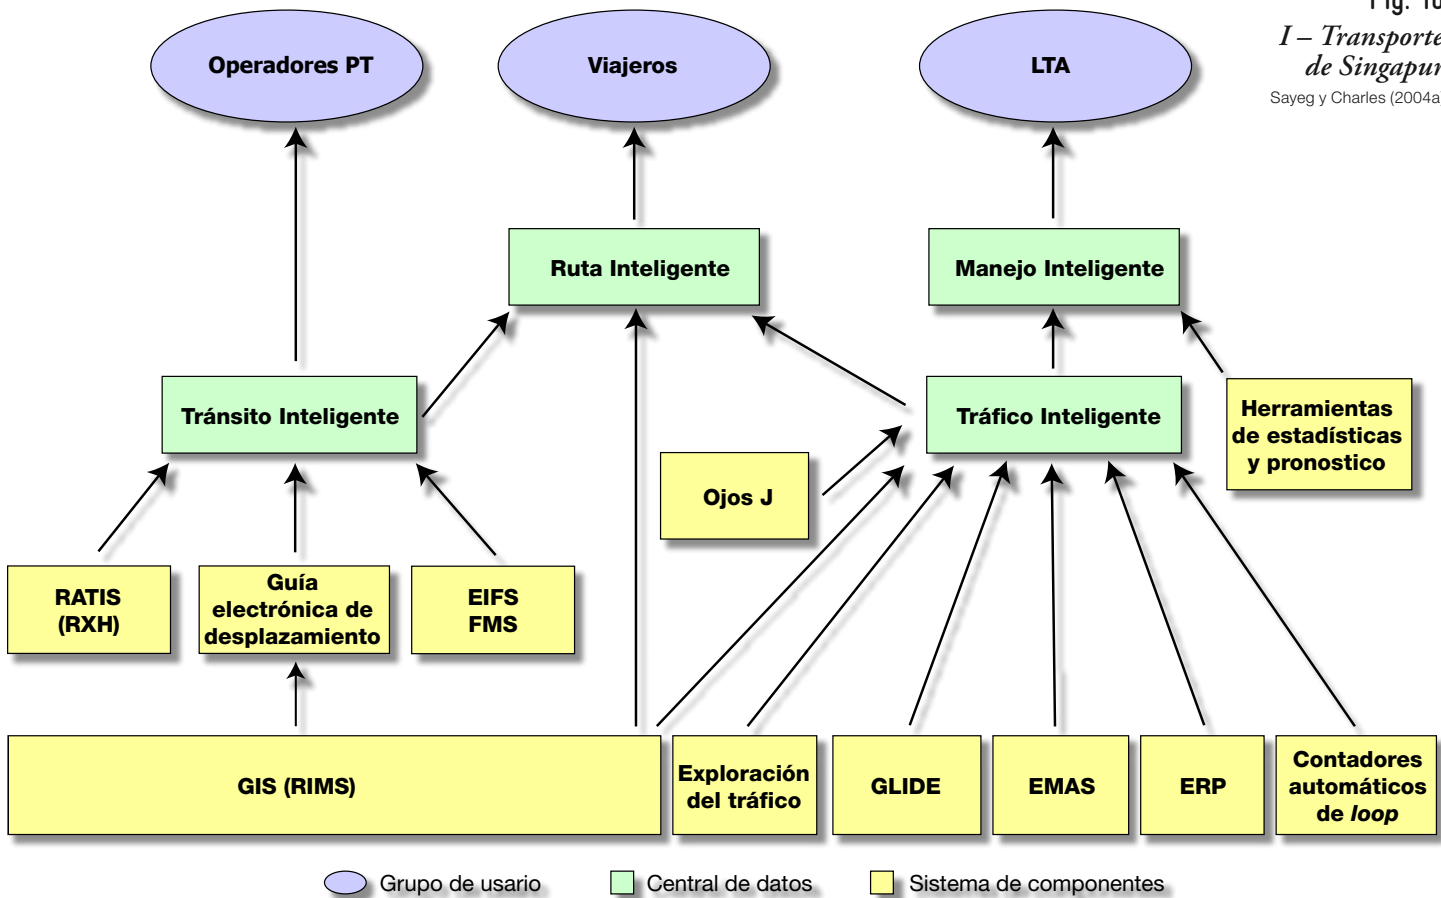 Fig. 10
I – Transporte
de Singapur
Sayeg y Charles (2004a)
Operadores PT
Viajeros
LTA
Ruta Inteligente
Manejo Inteligente
Tránsito Inteligente
Tráfico Inteligente
Herramientas
de estadísticas
y pronostico
Ojos J
RATIS
(RXH)
Guía
electrónica de
desplazamiento
EIFS
FMS
GIS (RIMS)
Exploración
del tráfico
GLIDE
EMAS
ERP
Contadores
automáticos
de loop
Grupo de usario
Central de datos
Sistema de componentes